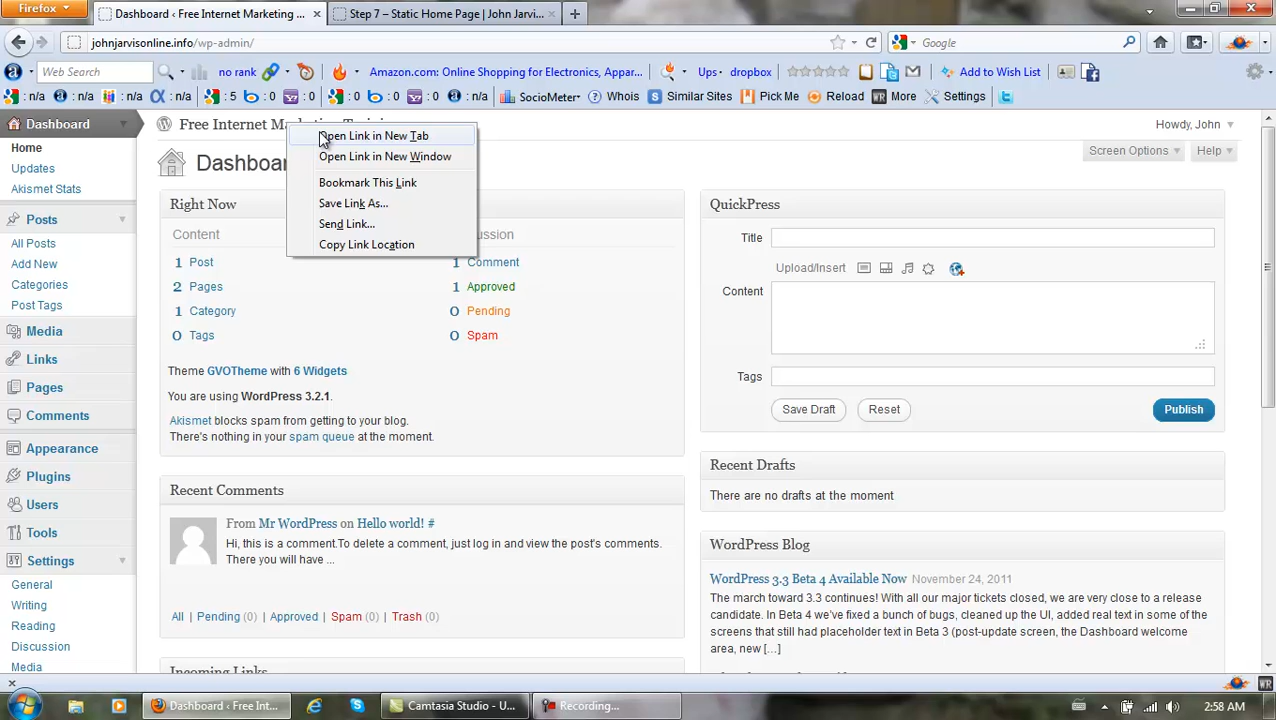 Firefox
Dashboard ‹ Free Internet Marketing ...
Step 7 – Static Home Page | John Jarvi...
johnjarvisonline.info/wp-admin/
Google
Web Search
no rank
Amazon.com: Online Shopping for Electronics, Appar...
Ups
dropbox
Add to Wish List
: n/a
: n/a
: n/a
: n/a
: 5
: 0
: 0
: 0
: 0
: 0
: n/a
SocioMeter
Whois
Similar Sites
Pin This
Reload
More
Settings
Dashboard
Free Internet Ma
Howdy, John
Dashboar
Screen Options
Help
Open Link in New Tab
Open Link in New Window
Bookmark This Link
Save Link As...
Send Link...
Copy Link Location
Home
Updates
Akismet Stats
Posts
All Posts
Add New
Categories
Post Tags
Media
Links
Pages
Comments
Appearance
Plugins
Users
Tools
Settings
General
Writing
Reading
Discussion
Media
Right Now
Content
cussion
1 Post
1 Comment
2 Pages
1 Approved
1 Category
0 Pending
0 Tags
0 Spam
Theme GVOTheme with 6 Widgets
You are using WordPress 3.2.1.
Akismet blocks spam from getting to your blog.
There's nothing in your spam queue at the moment.
Recent Comments
From Mr WordPress on Hello world! #
Hi, this is a comment.To delete a comment, just log in and view the post's comments.
There you will have ...
All | Pending (0) | Approved | Spam (0) | Trash (0)
Incoming Links
QuickPress
Title
Upload/Insert
Content
Tags
Save Draft
Reset
Publish
Recent Drafts
There are no drafts at the moment
WordPress Blog
WordPress 3.3 Beta 4 Available Now November 24, 2011
The march toward 3.3 continues! With all our major tickets closed, we are very close to a release
candidate. In Beta 4 we've fixed a bunch of bugs, cleaned up the UI, added real text in some of the
screens that still had placeholder text in Beta 3 (post-update screen, the Dashboard welcome
area, new […]
Dashboard ‹ Free Int...
Camtasia Studio - U...
Recording...
2:58 AM